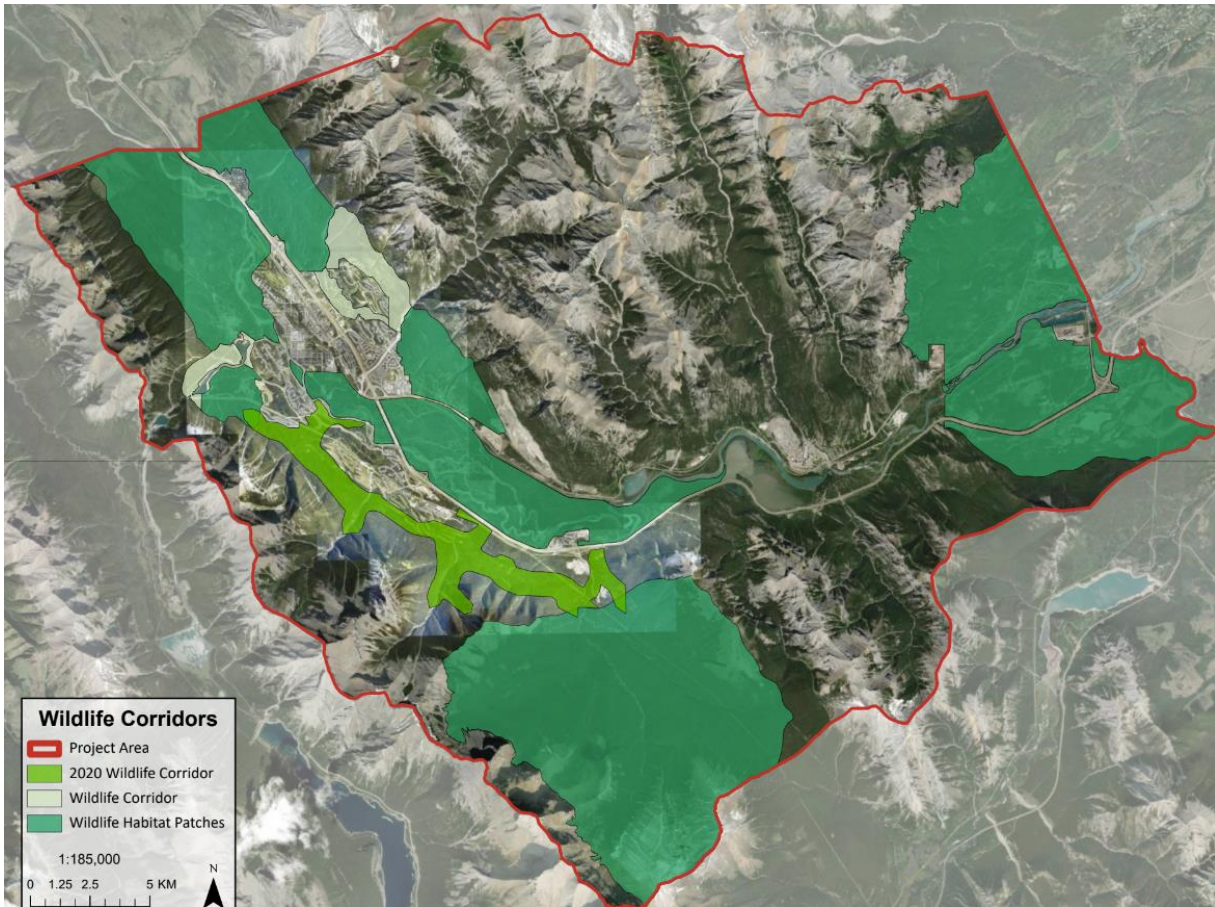 Wildlife Corridors
Project Area
2020 Wildlife Corridor
Wildlife Corridor
Wildlife Habitat Patches
1:185,000
0 1.25 2.5 5 KM
N